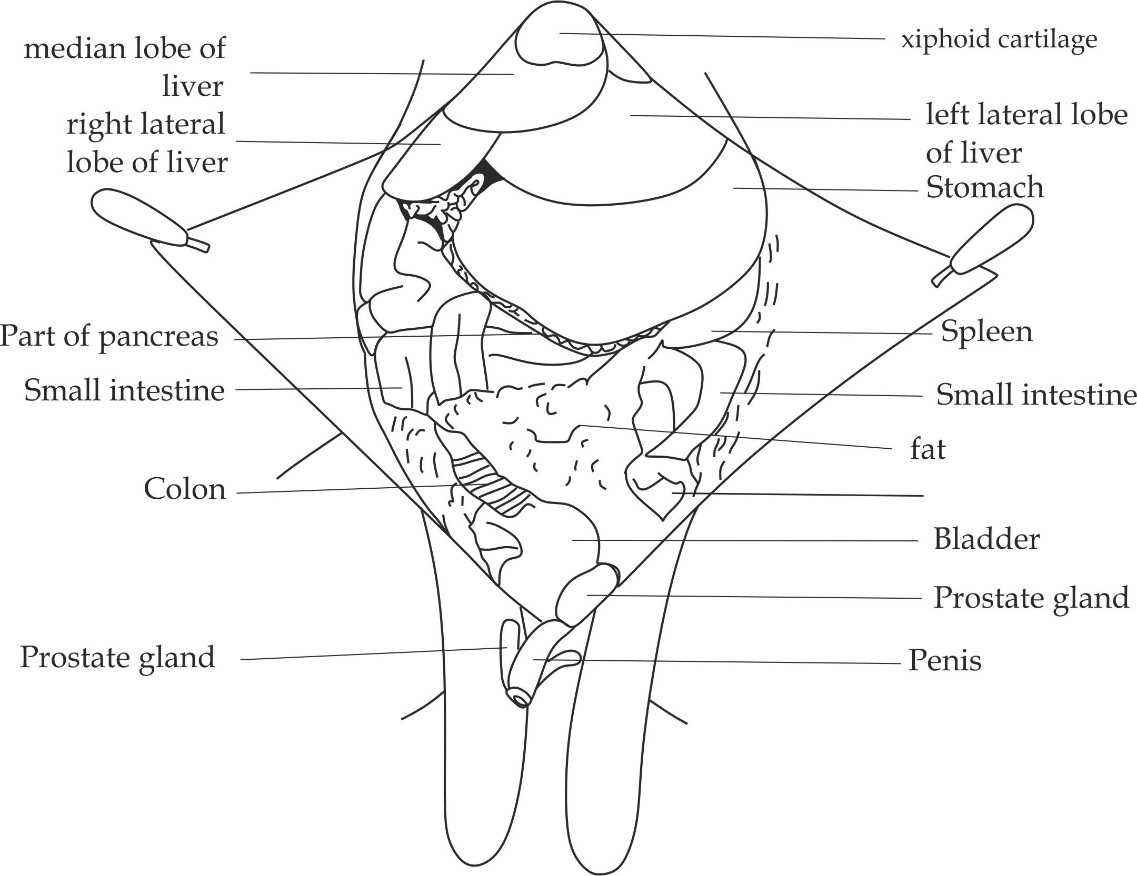 median lobe of
liver
right lateral
lobe of liver
Part of pancreas
Small intestine
Colon
Prostate gland
xiphoid cartilage
left lateral lobe
of liver
Stomach
Spleen
Small intestine
fat
Bladder
Prostate gland
Penis